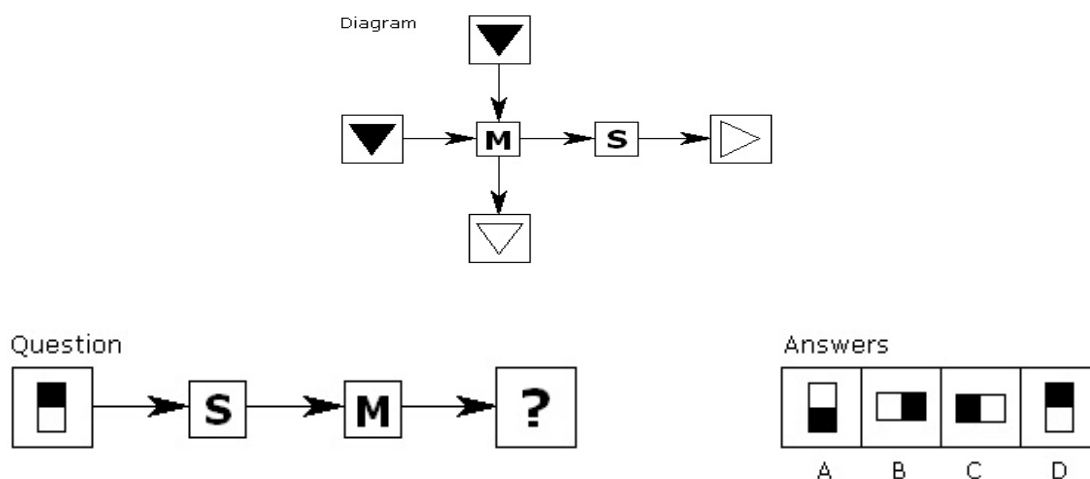 Diagram
M S
Question
S M ?
Answers
A B C D